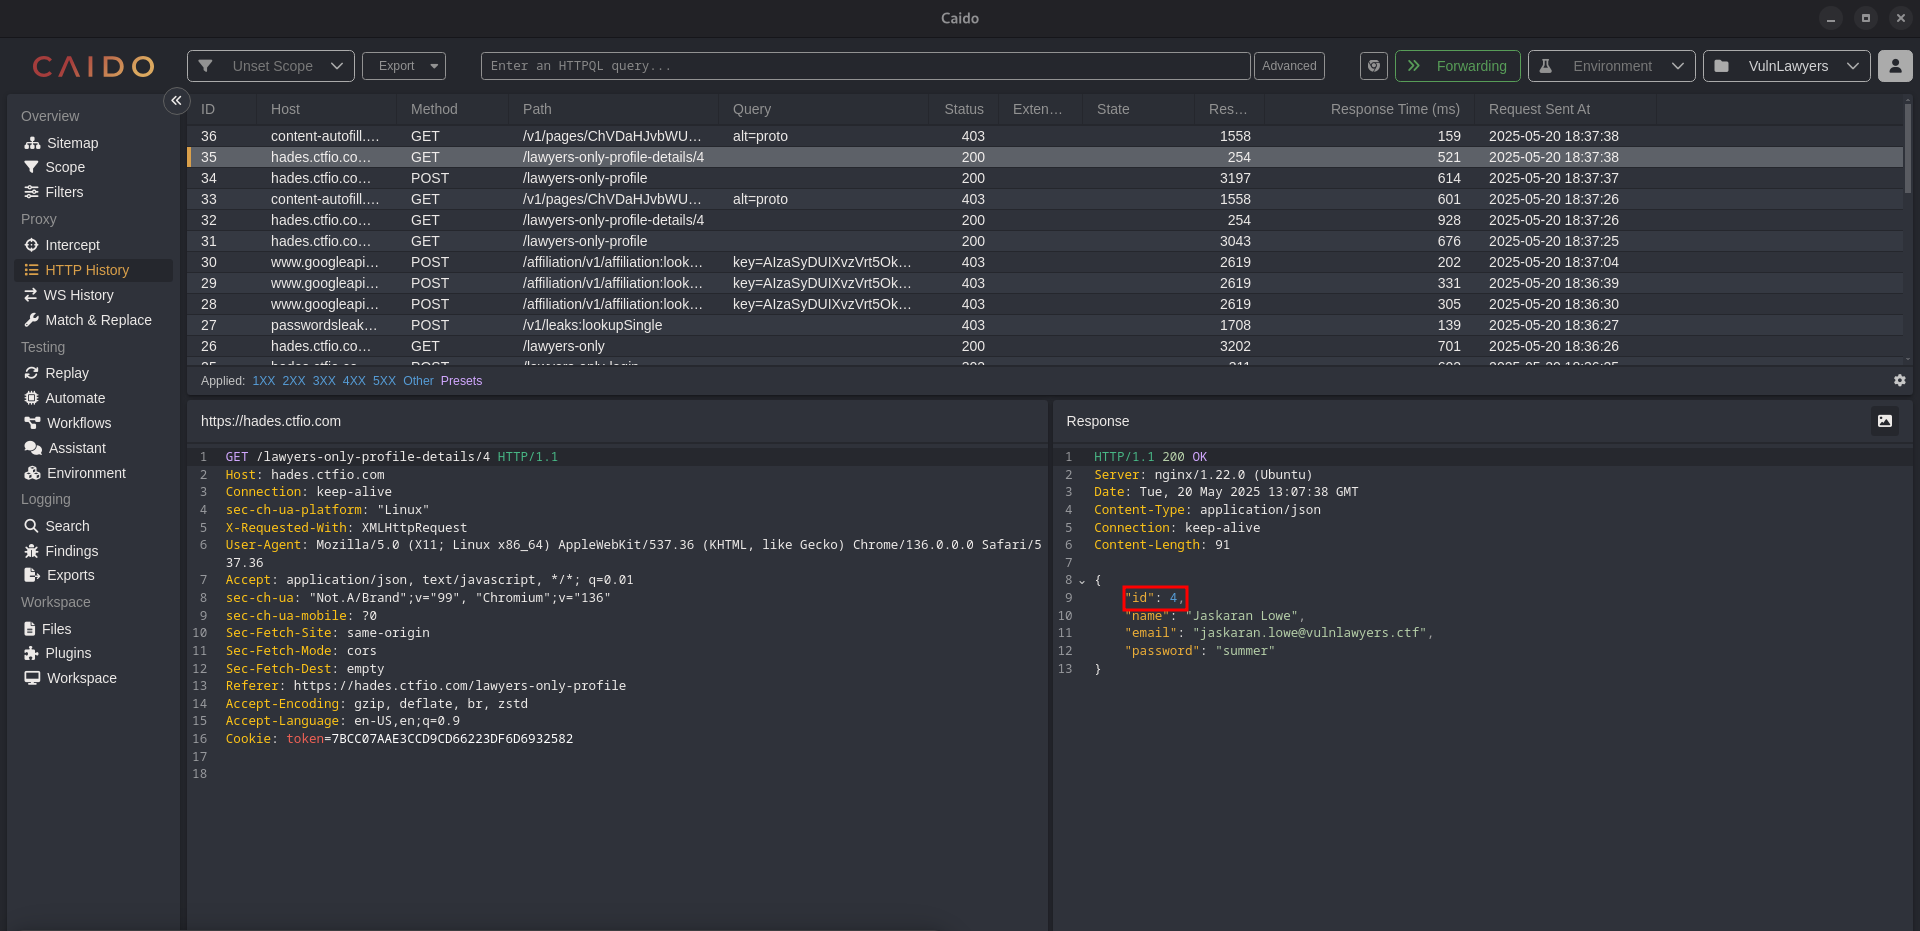 Caido
CAIDO
Unset Scope
Export
Enter an HTTPQL query...
Advanced
Forwarding
Environment
VulnLawyers
Overview
Sitemap
Scope
Filters
Proxy
Intercept
HTTP History
WS History
Match & Replace
Testing
Replay
Automate
Workflows
Assistant
Environment
Logging
Search
Findings
Exports
Workspace
Files
Plugins
Workspace
ID Host Method Path Query Status Exten... State Res... Response Time (ms) Request Sent At
36 content-autofill.... GET /v1/pages/ChVDaHJvbWU... alt=proto 403 1558 159 2025-05-20 18:37:38
35 hades.ctfio.co... GET /lawyers-only-profile-details/4 200 254 521 2025-05-20 18:37:38
34 hades.ctfio.co... POST /lawyers-only-profile 200 3197 614 2025-05-20 18:37:37
33 content-autofill.... GET /v1/pages/ChVDaHJvbWU... alt=proto 403 1558 601 2025-05-20 18:37:26
32 hades.ctfio.co... GET /lawyers-only-profile-details/4 200 254 928 2025-05-20 18:37:26
31 hades.ctfio.co... GET /lawyers-only-profile 200 3043 676 2025-05-20 18:37:25
30 www.googleapi... POST /affiliation/v1/affiliation:look... key=AIzaSyDUIXvzVrt5Ok... 403 2619 202 2025-05-20 18:37:04
29 www.googleapi... POST /affiliation/v1/affiliation:look... key=AIzaSyDUIXvzVrt5Ok... 403 2619 331 2025-05-20 18:36:39
28 www.googleapi... POST /affiliation/v1/affiliation:look... key=AIzaSyDUIXvzVrt5Ok... 403 2619 305 2025-05-20 18:36:30
27 passwordsleak... POST /v1/leaks:lookupSingle 403 1708 139 2025-05-20 18:36:27
26 hades.ctfio.co... GET /lawyers-only 200 3202 701 2025-05-20 18:36:26
Applied: 1XX 2XX 3XX 4XX 5XX Other Presets
https://hades.ctfio.com
1 GET /lawyers-only-profile-details/4 HTTP/1.1
2 Host: hades.ctfio.com
3 Connection: keep-alive
4 sec-ch-ua-platform: "Linux"
5 X-Requested-With: XMLHttpRequest
6 User-Agent: Mozilla/5.0 (X11; Linux x86_64) AppleWebKit/537.36 (KHTML, like Gecko) Chrome/136.0.0.0 Safari/5
37.36
7 Accept: application/json, text/javascript, */*; q=0.01
8 sec-ch-ua: "Not.A/Brand";v="99", "Chromium";v="136"
9 sec-ch-ua-mobile: ?0
10 Sec-Fetch-Site: same-origin
11 Sec-Fetch-Mode: cors
12 Sec-Fetch-Dest: empty
13 Referer: https://hades.ctfio.com/lawyers-only-profile
14 Accept-Encoding: gzip, deflate, br, zstd
15 Accept-Language: en-US,en;q=0.9
16 Cookie: token=7BCC07AAE3CCD9CD66223DF6D6932582
17
18
Response
1 HTTP/1.1 200 OK
2 Server: nginx/1.22.0 (Ubuntu)
3 Date: Tue, 20 May 2025 13:07:38 GMT
4 Content-Type: application/json
5 Connection: keep-alive
6 Content-Length: 91
7
8 {
9 "id": 4,
10 "name": "Jaskaran Lowe",
11 "email": "jaskaran.lowe@vulnlawyers.ctf",
12 "password": "summer"
13 }